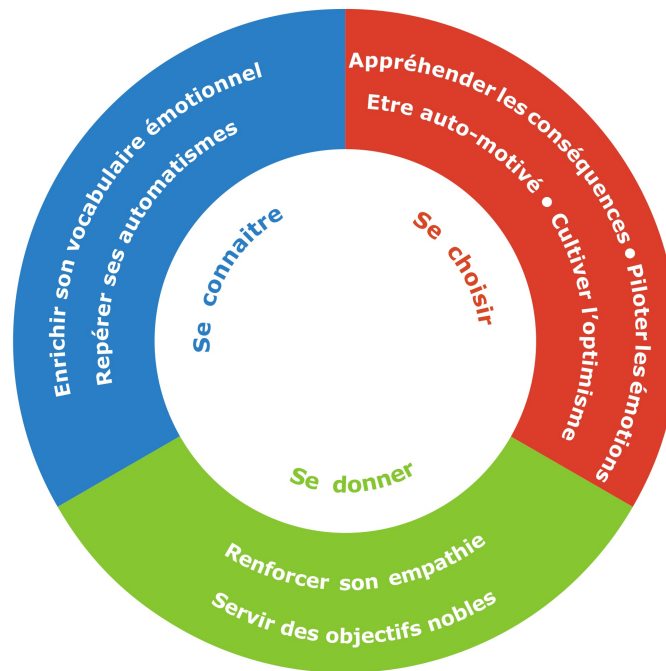 Enrichir son vocabulaire émotionnel
Repérer ses automatismes
Se connaitre
Appréhender les conséquences • Piloter les émotions
Etre auto-motivé • Cultiver l'optimisme
Se choisir
Se donner
Renforcer son empathie
Servir des objectifs nobles